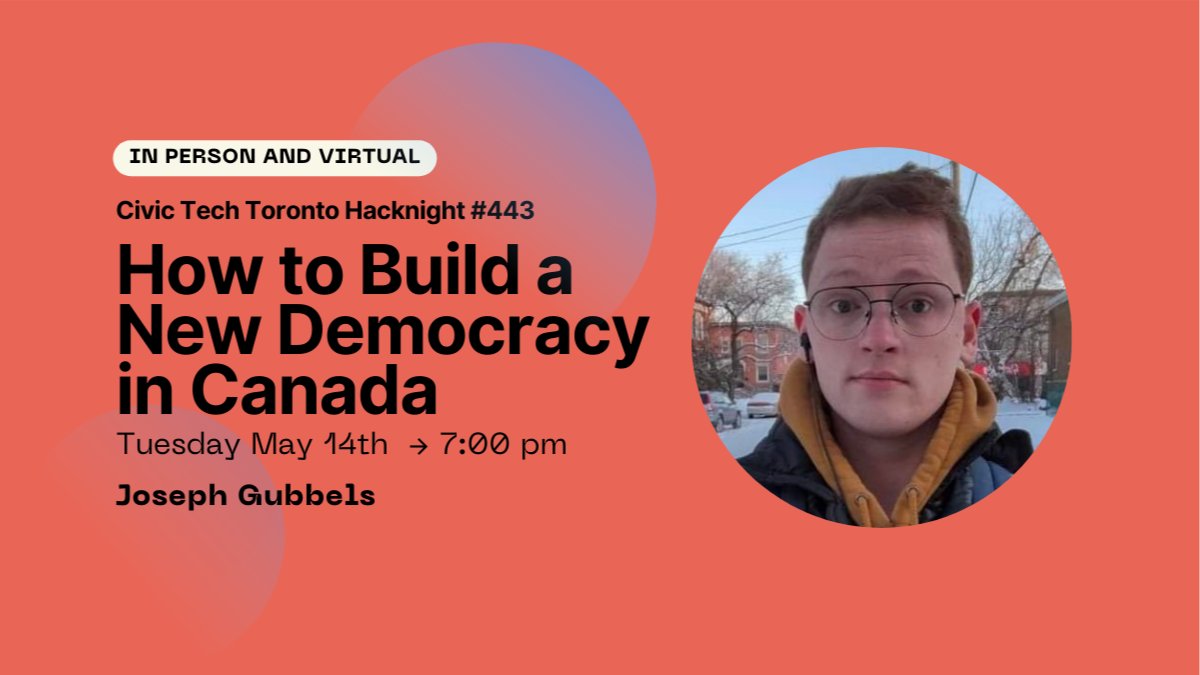 IN PERSON AND VIRTUAL
Civic Tech Toronto Hacknight #443
How to Build a
New Democracy
in Canada
Tuesday May 14th → 7:00 pm
Joseph Gubbels